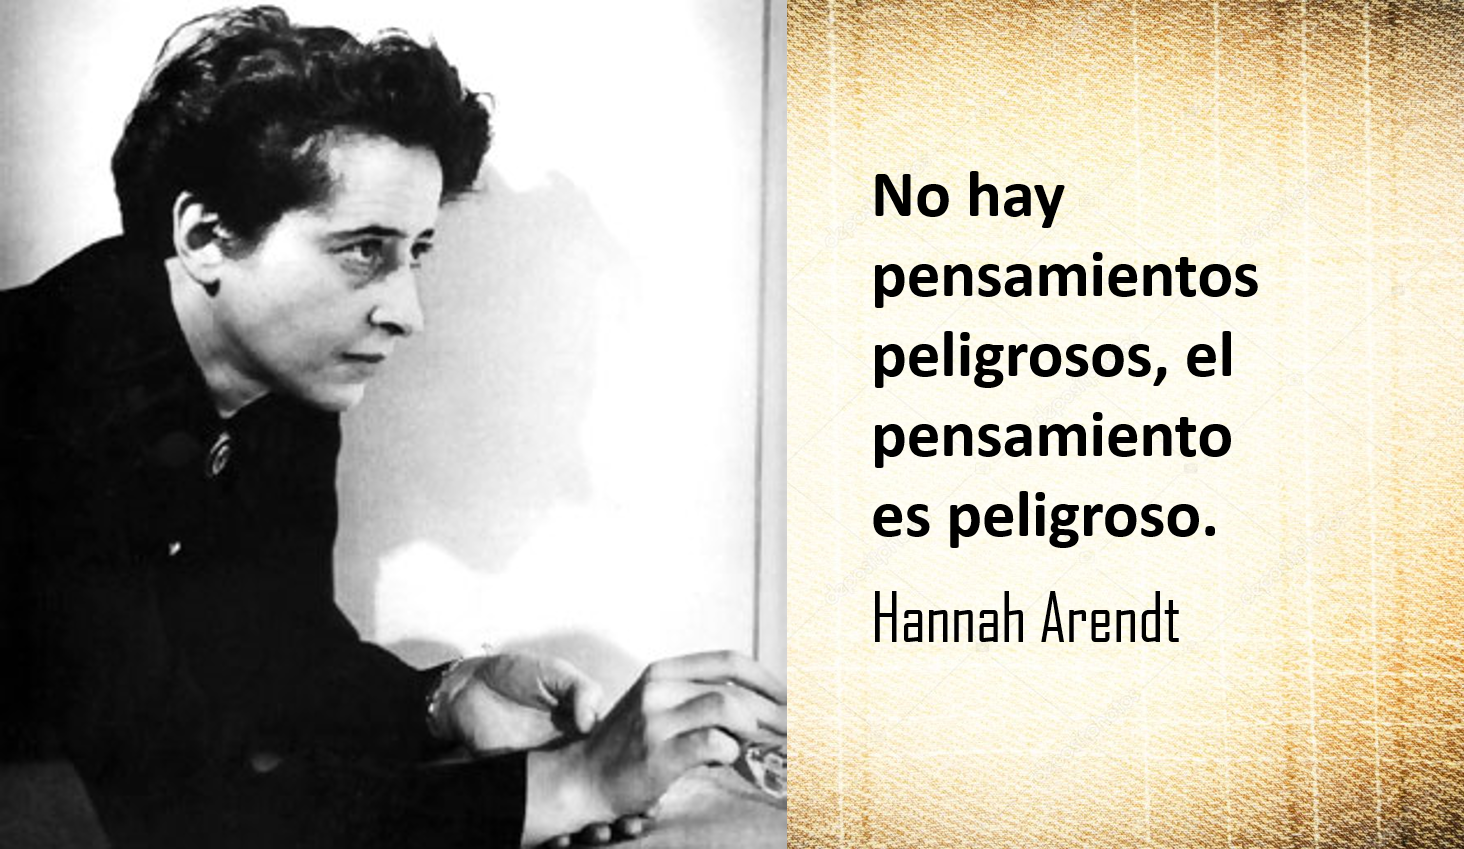 No hay
pensamientos
peligrosos, el
pensamiento
es peligroso.
Hannah Arendt